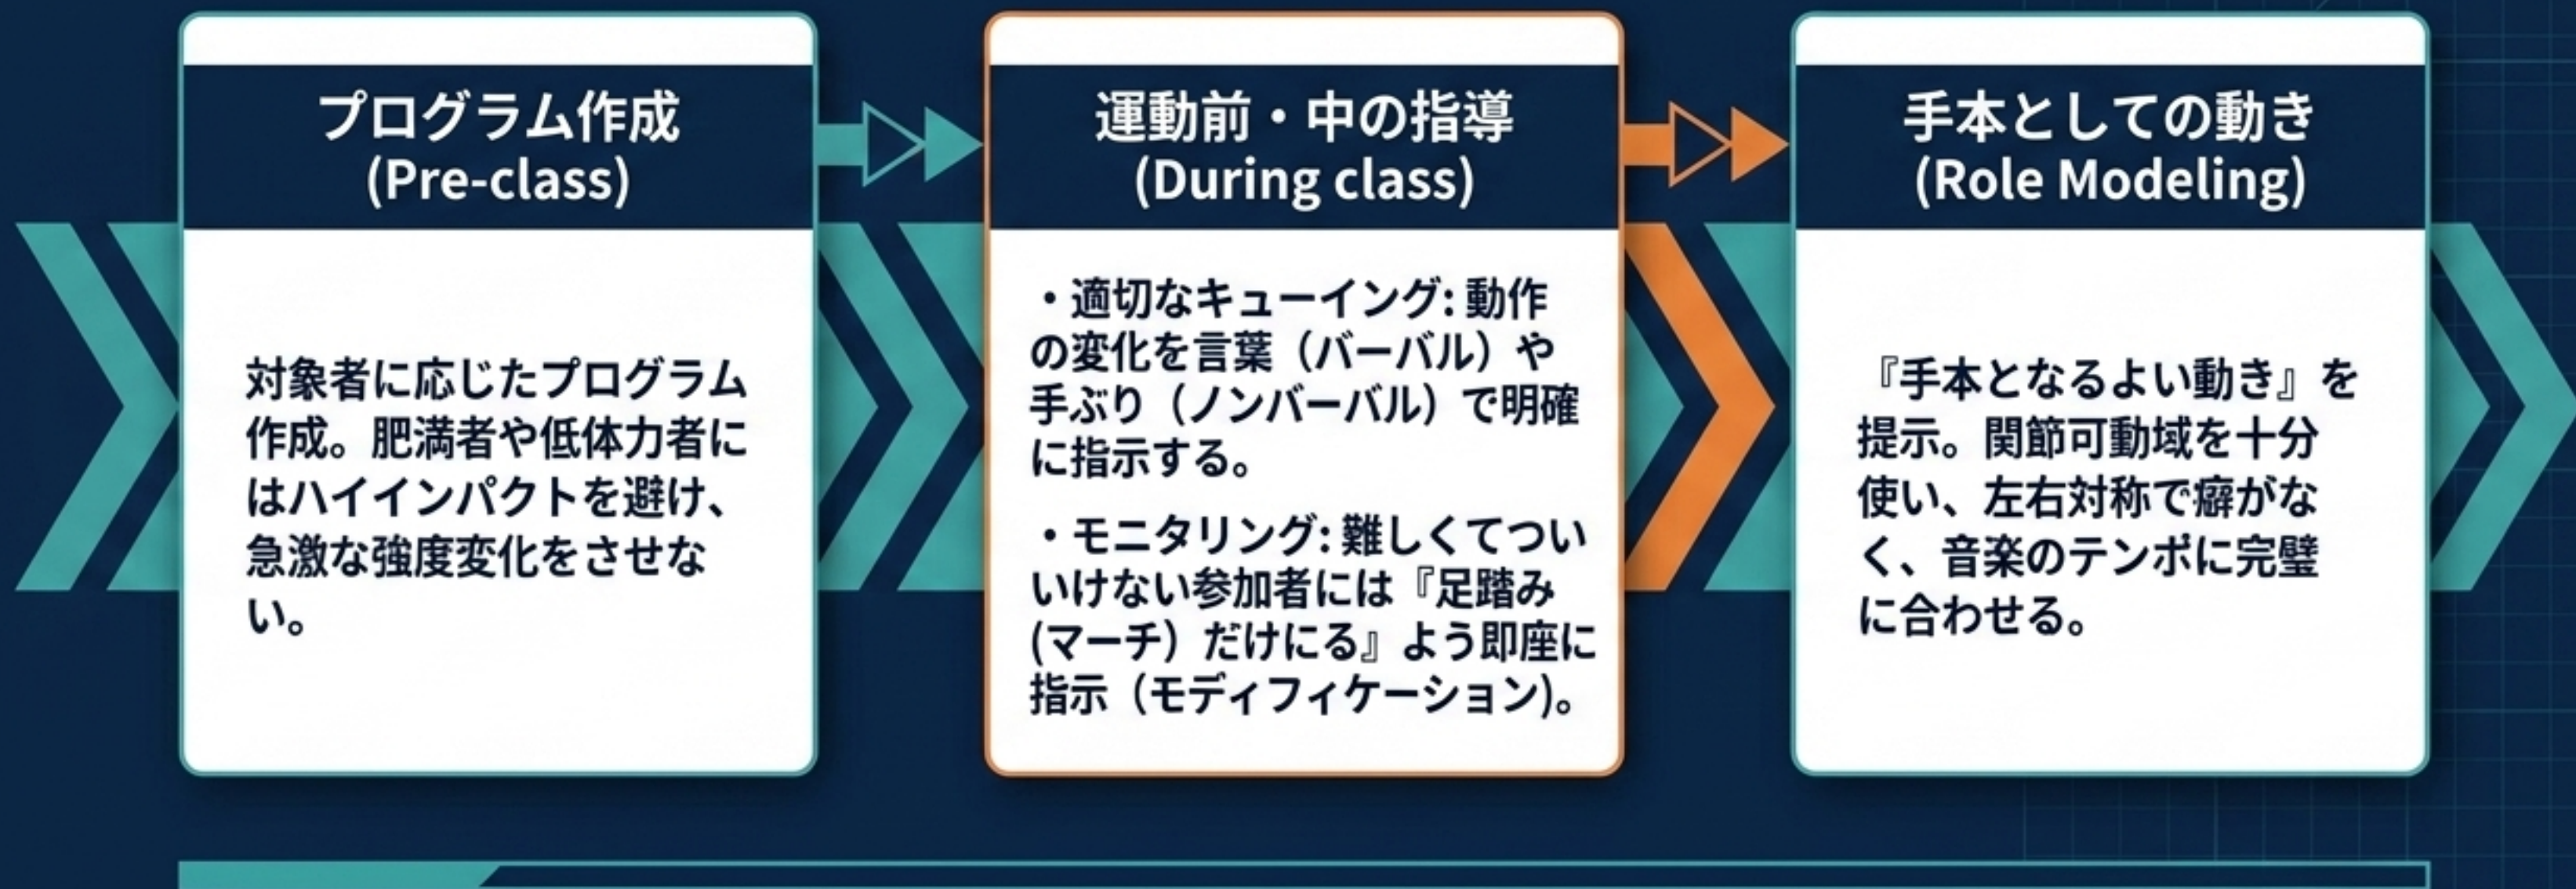 プログラム作成
(Pre-class)
対象者に応じたプログラム
作成。肥満者や低体力者に
はハイインパクトを避け、
急激な強度変化をさせな
い。
運動前・中の指導
(During class)
・適切なキューイング: 動作
の変化を言葉（バーバル）や
手ぶり（ノンバーバル）で明確
に指示する。
・モニタリング: 難しくてつい
いけない参加者には『足踏み
(マーチ）だけにる』よう即座に
指示（モディフィケーション)。
手本としての動き
(Role Modeling)
『手本となるよい動き』を
提示。関節可動域を十分
使い、左右対称で癖がな
く、音楽のテンポに完璧
に合わせる。